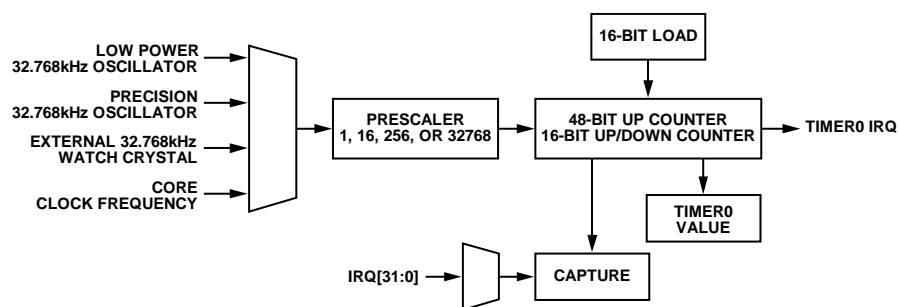 LOW POWER
32.768kHz OSCILLATOR
PRECISION
32.768kHz OSCILLATOR
EXTERNAL 32.768kHz
WATCH CRYSTAL
CORE
CLOCK FREQUENCY
PRESCALER
1, 16, 256, OR 32768
16-BIT LOAD
48-BIT UP COUNTER
16-BIT UP/DOWN COUNTER
TIMER0 IRQ
TIMER0
VALUE
IRQ[31:0]
CAPTURE